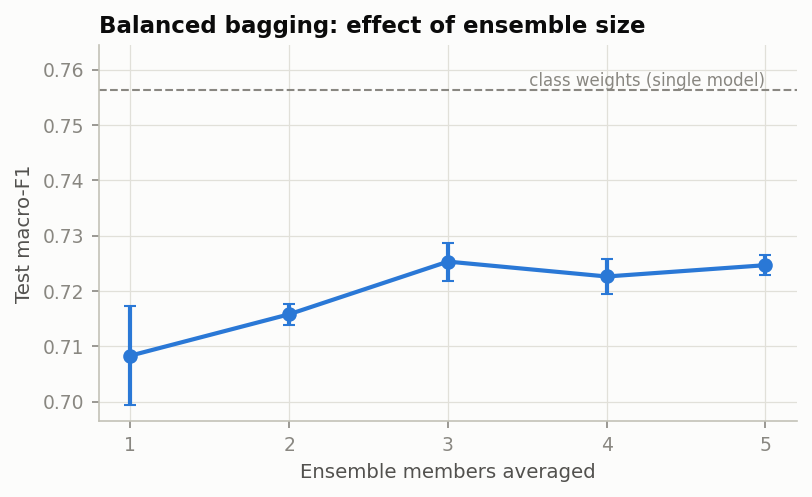 Balanced bagging: effect of ensemble size
Test macro-F1
0.76
0.75
0.74
0.73
0.72
0.71
0.70
class weights (single model)
1 2 3 4 5
Ensemble members averaged